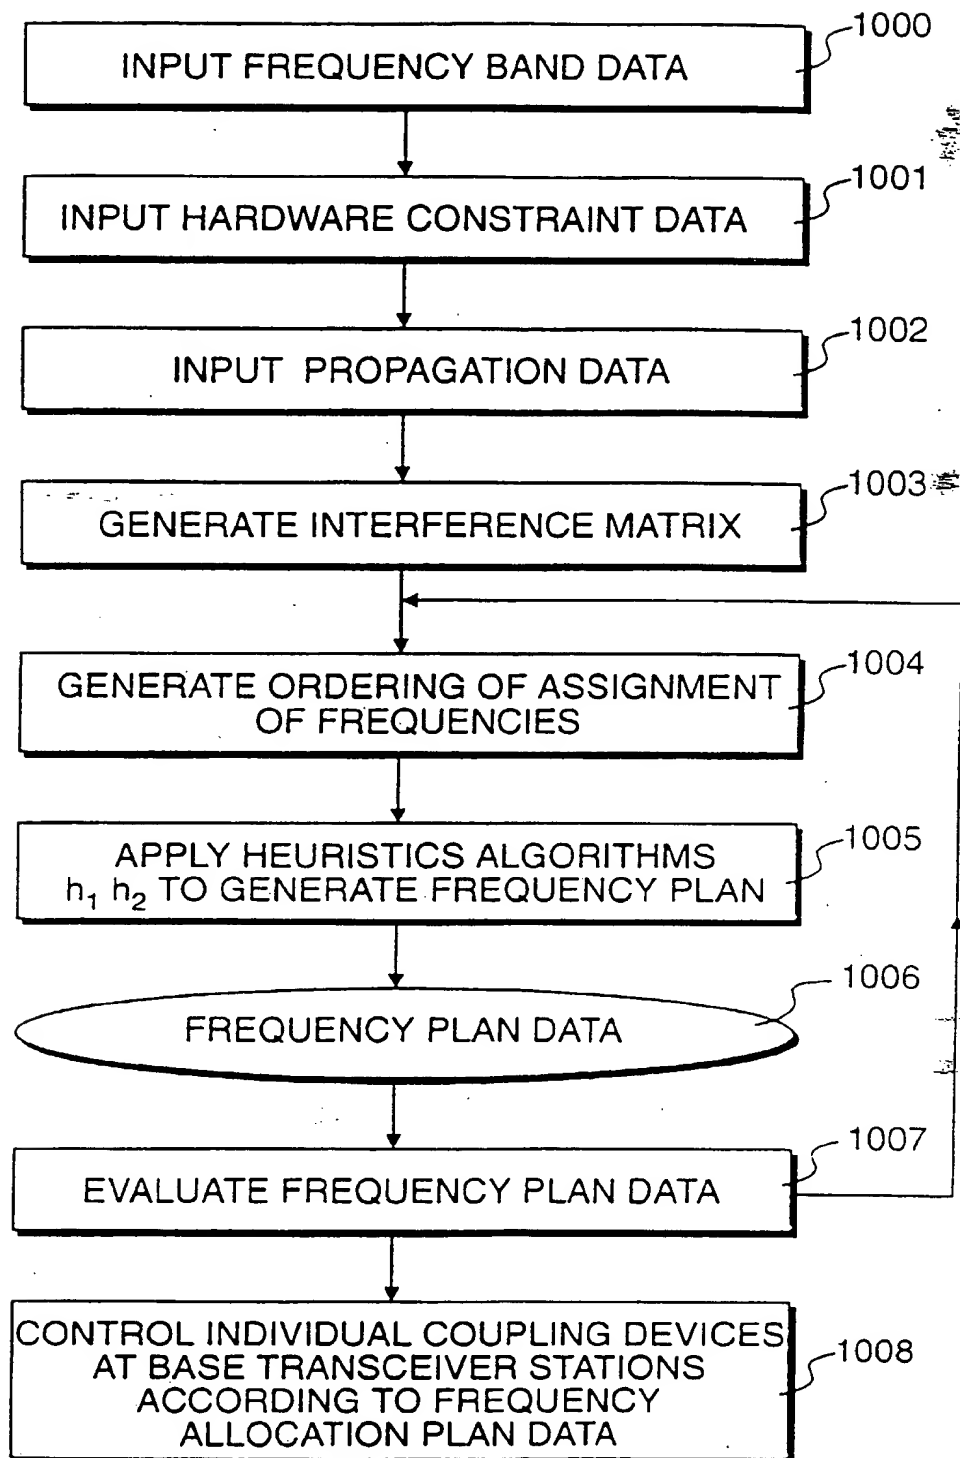 1000
INPUT FREQUENCY BAND DATA
1001
INPUT HARDWARE CONSTRAINT DATA
1002
INPUT PROPAGATION DATA
1003
GENERATE INTERFERENCE MATRIX
1004
GENERATE ORDERING OF ASSIGNMENT
OF FREQUENCIES
1005
APPLY HEURISTICS ALGORITHMS
h₁ h₂ TO GENERATE FREQUENCY PLAN
1006
FREQUENCY PLAN DATA
1007
EVALUATE FREQUENCY PLAN DATA
1008
CONTROL INDIVIDUAL COUPLING DEVICES
AT BASE TRANSCEIVER STATIONS
ACCORDING TO FREQUENCY
ALLOCATION PLAN DATA